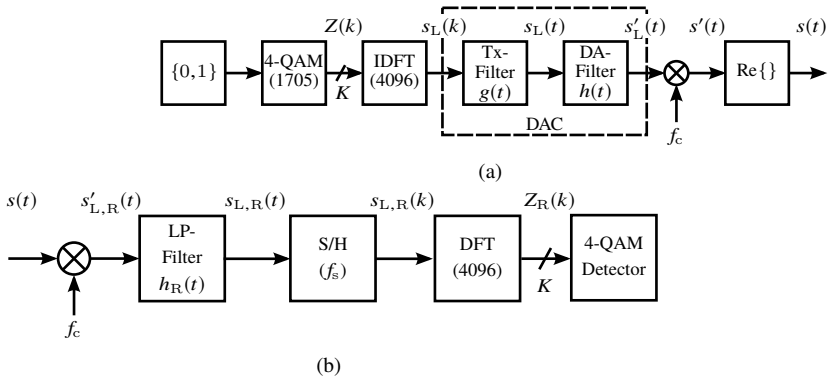 Z(k) s_L(k) s_L(t) s′_L(t) s′(t) s(t)
{0,1}
4-QAM
(1705)
K
IDFT
(4096)
Tx-
Filter
g(t)
DA-
Filter
h(t)
DAC
f_c
Re{}
(a)
s(t) s′_L,R(t) s_L,R(t) s_L,R(k) Z_R(k)
f_c
LP-
Filter
h_R(t)
S/H
(f_s)
DFT
(4096)
K
4-QAM
Detector
(b)